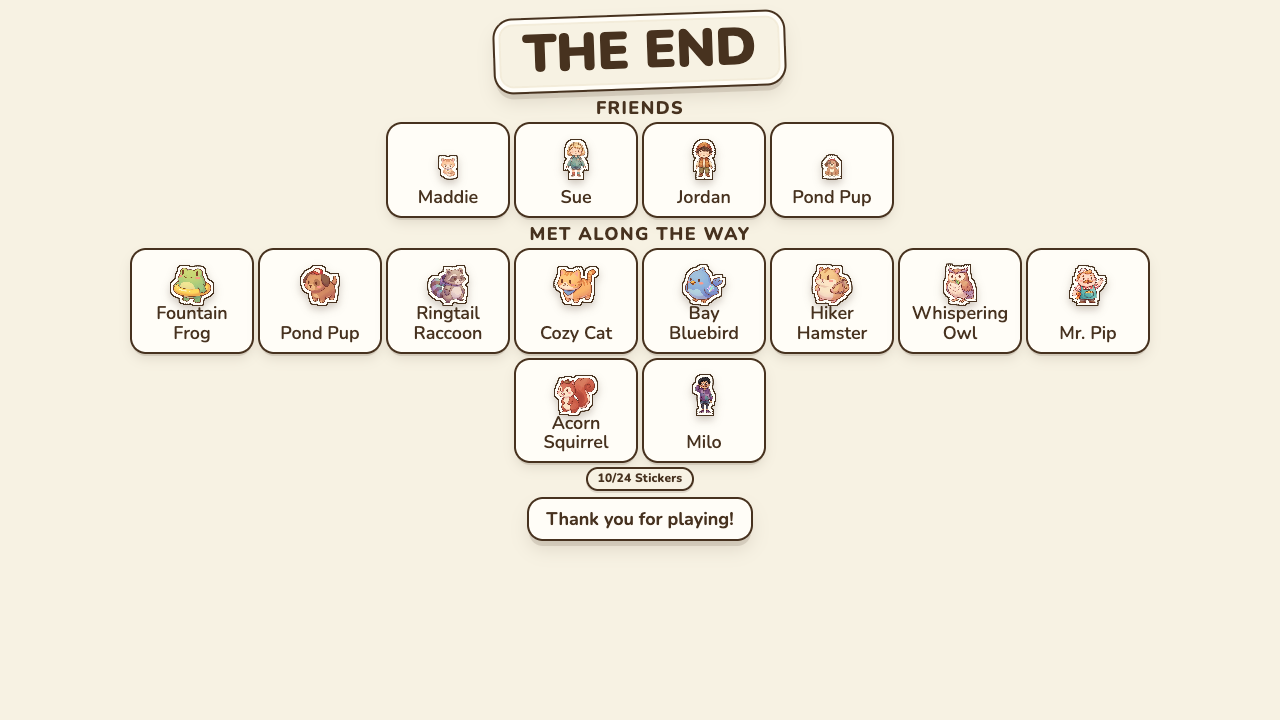 THE END
FRIENDS
Maddie
Sue
Jordan
Pond Pup
MET ALONG THE WAY
Fountain
Frog
Pond Pup
Ringtail
Raccoon
Cozy Cat
Bay
Bluebird
Hiker
Hamster
Whispering
Owl
Mr. Pip
Acorn
Squirrel
Milo
10/24 Stickers
Thank you for playing!